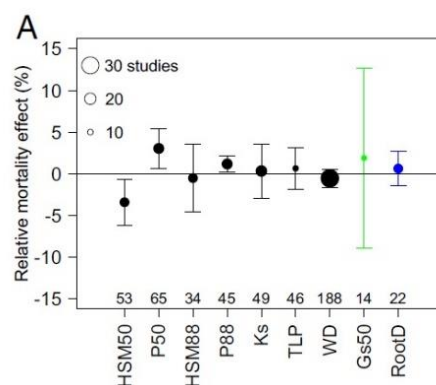 A
Relative mortality effect (%)
15
10
5
0
-5
-10
-15
30 studies
20
10
53 65 34 45 49 46 188 14 22
HSM50 P50 HSM88 P88 Ks TLP WD Gs50 RootD